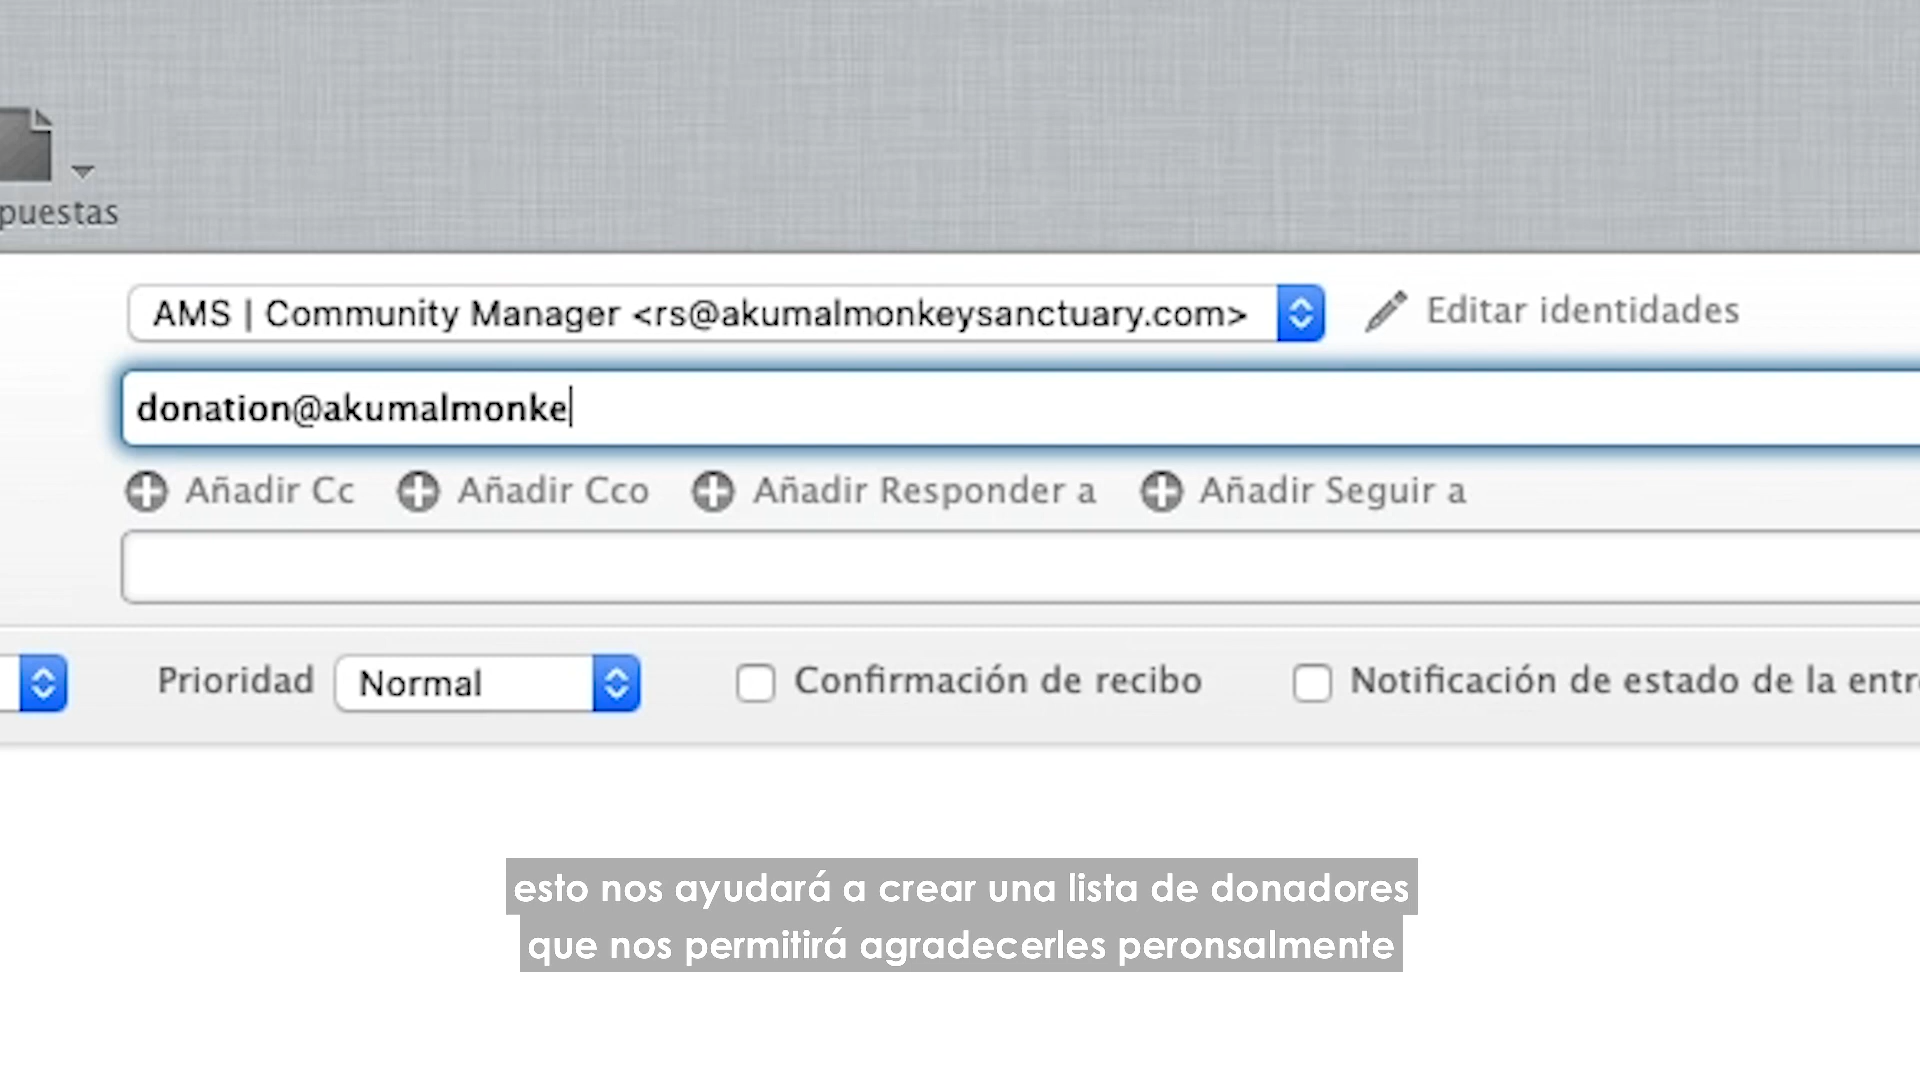 puestas
AMS | Community Manager <rs@akumalmonkeysanctuary.com>
Editar identidades
donation@akumalmonke
Añadir Cc
Añadir Cco
Añadir Responder a
Añadir Seguir a
Prioridad
Normal
Confirmación de recibo
Notificación de estado de la entre
esto nos ayudará a crear una lista de donadores
que nos permitirá agradecerles peronsalmente